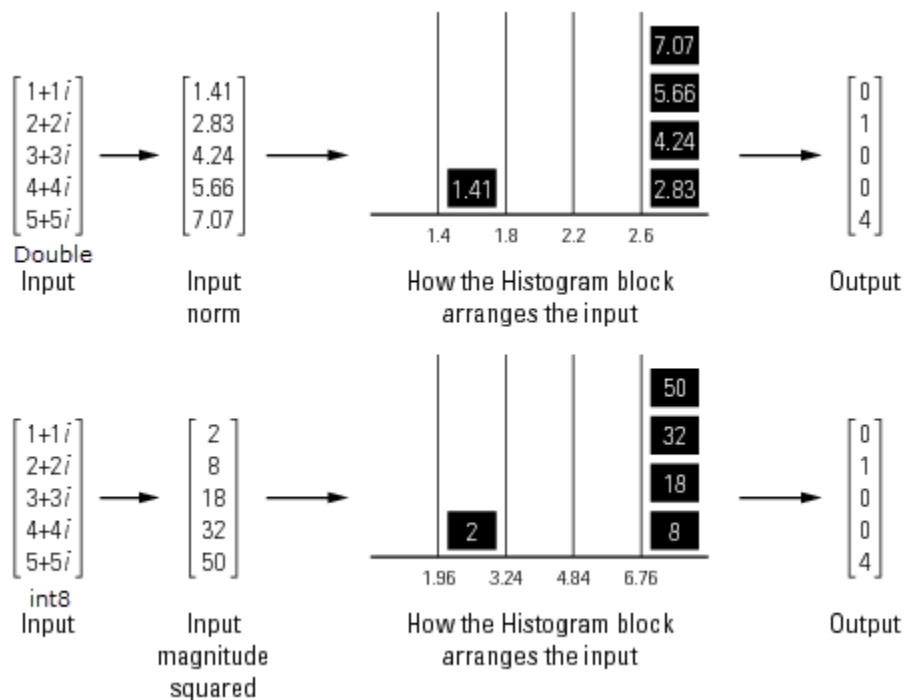 1+1i
2+2i
3+3i
4+4i
5+5i
Double
Input
1.41
2.83
4.24
5.66
7.07
Input
norm
7.07
5.66
4.24
1.41 2.83
1.4 1.8 2.2 2.6
How the Histogram block
arranges the input
0
1
0
0
4
Output
1+1i
2+2i
3+3i
4+4i
5+5i
int8
Input
2
8
18
32
50
Input
magnitude
squared
50
32
18
2 8
1.96 3.24 4.84 6.76
How the Histogram block
arranges the input
0
1
0
0
4
Output